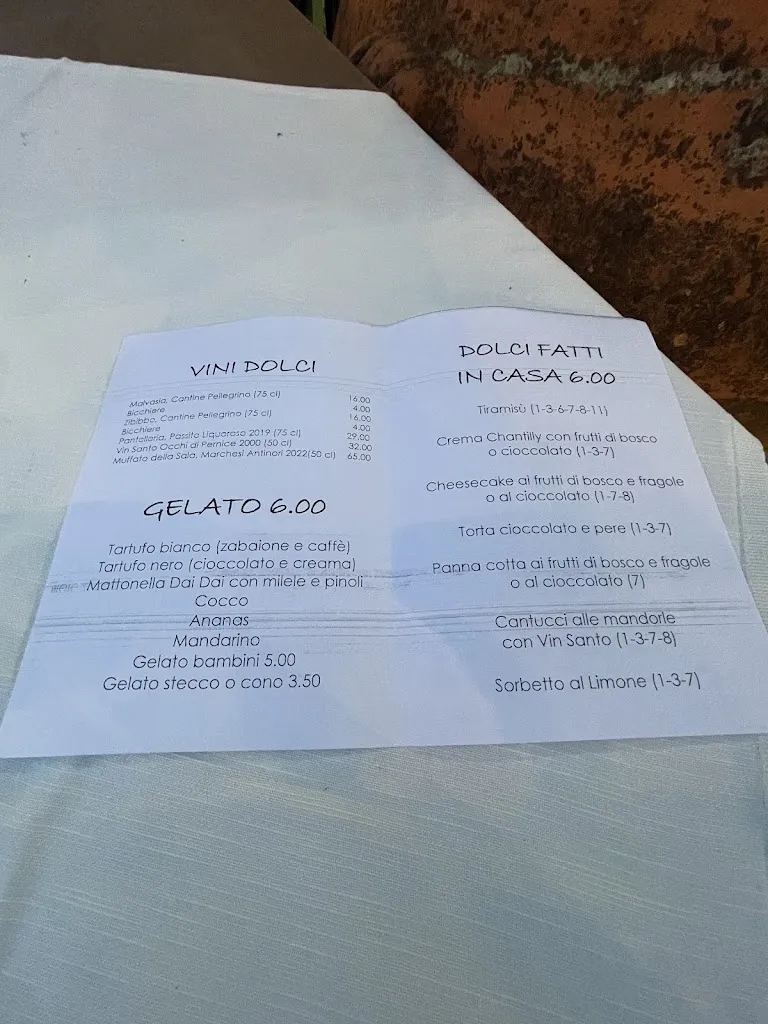 VINI DOLCI
Malvasia, Cantine Pellegrino (75 cl) 16.00
Bicchiere 4.00
Zibibbo, Cantine Pellegrino (75 cl) 16.00
Bicchiere 4.00
Pantelleria, Passito Liquoroso 2019 (75 cl) 29.00
Vin Santo Occhi di Pernice 2000 (50 cl) 32.00
Muffato della Sala, Marchesi Antinori 2022(50 cl) 65.00
GELATO 6.00
Tartufo bianco (zabaione e caffè)
Tartufo nero (cioccolato e creama)
Mattonella Dai Dai con milele e pinoli
Cocco
Ananas
Mandarino
Gelato bambini 5.00
Gelato stecco o cono 3.50
DOLCI FATTI
IN CASA 6.00
Tiramisù (1-3-6-7-8-11)
Crema Chantilly con frutti di bosco
o cioccolato (1-3-7)
Cheesecake ai frutti di bosco e fragole
o al cioccolato (1-7-8)
Torta cioccolato e pere (1-3-7)
Panna cotta ai frutti di bosco e fragole
o al cioccolato (7)
Cantucci alle mandorle
con Vin Santo (1-3-7-8)
Sorbetto al Limone (1-3-7)